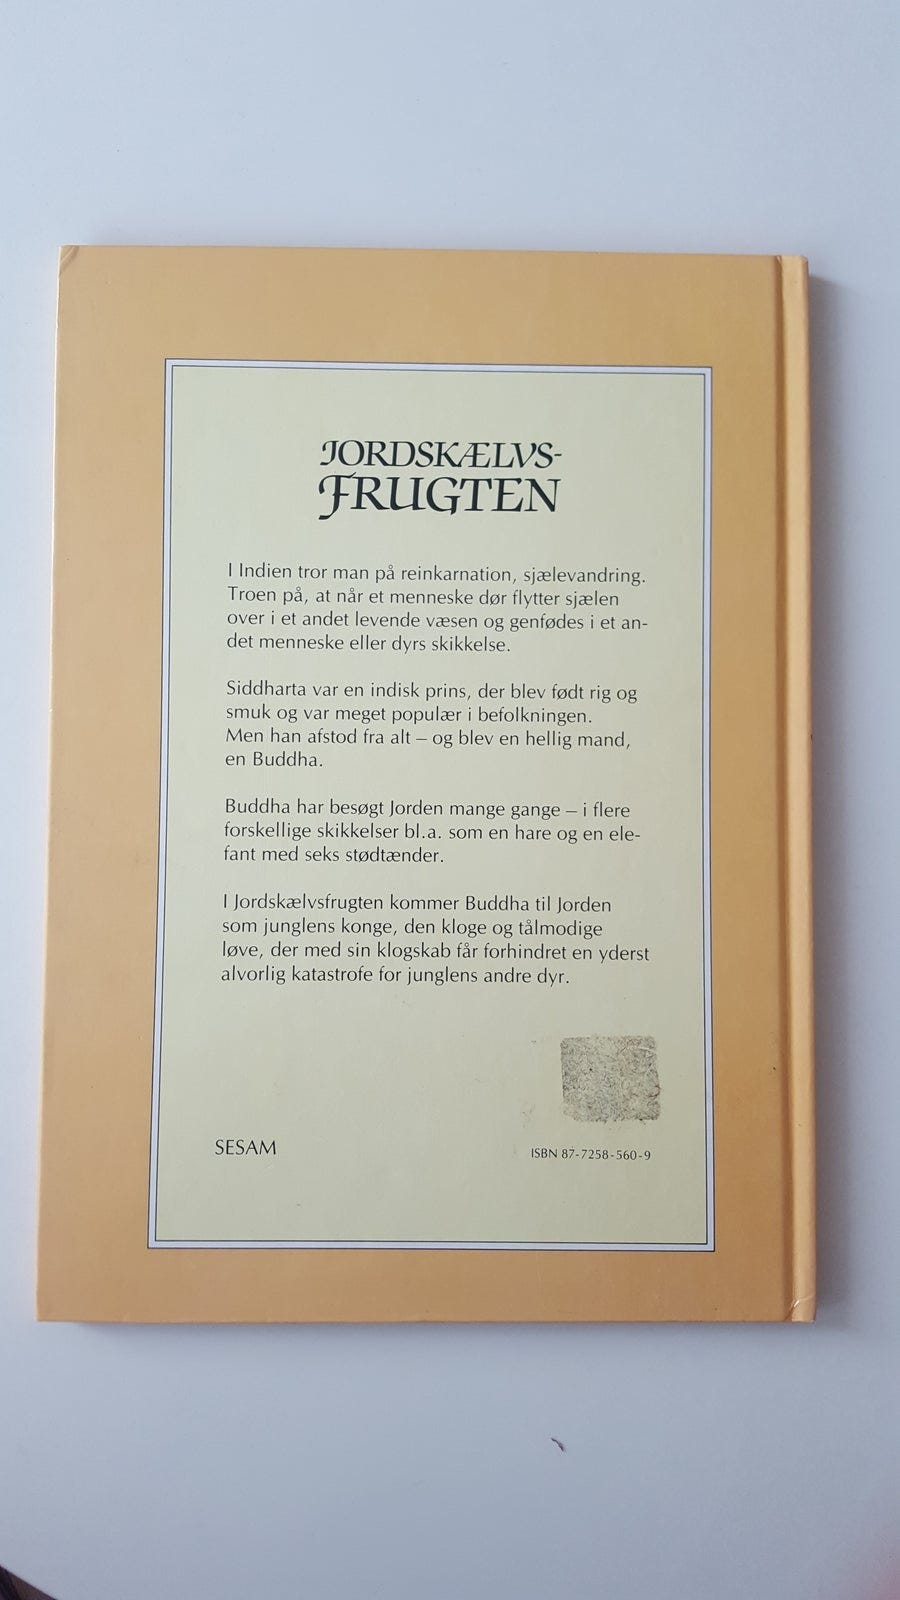 JORDSKÆLVS-
FRUGTEN
I Indien tror man på reinkarnation, sjælevandring.
Troen på, at når et menneske dør flytter sjælen
over i et andet levende væsen og genfødes i et an-
det menneske eller dyrs skikkelse.
Siddharta var en indisk prins, der blev født rig og
smuk og var meget populær i befolkningen.
Men han afstod fra alt – og blev en hellig mand,
en Buddha.
Buddha har besøgt Jorden mange gange – i flere
forskellige skikkelser bl.a. som en hare og en ele-
fant med seks stødtænder.
I Jordskælvsfrugten kommer Buddha til Jorden
som junglens konge, den kloge og tålmodige
løve, der med sin klogskab får forhindret en yderst
alvorlig katastrofe for junglens andre dyr.
SESAM
ISBN 87-7258-560-9